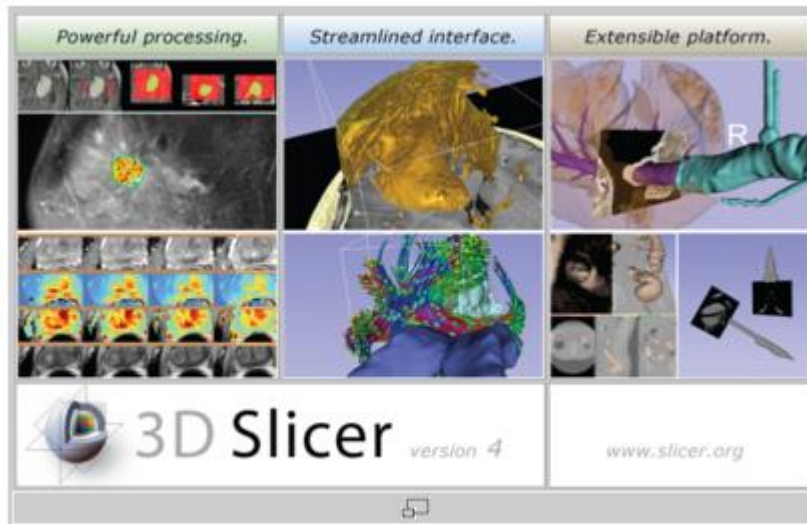 Powerful processing.
Streamlined interface.
Extensible platform.
R
3D Slicer version 4
www.slicer.org